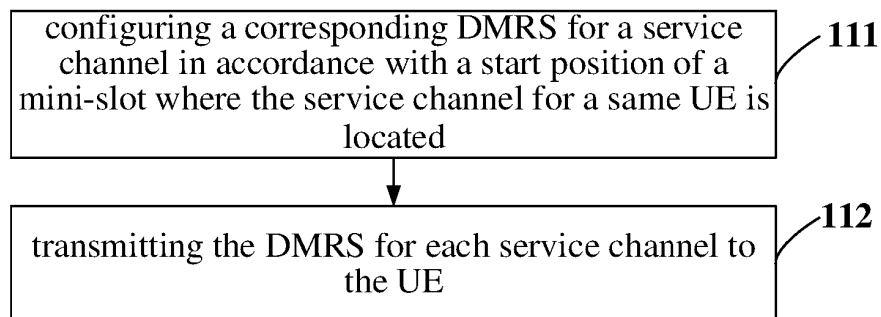 configuring a corresponding DMRS for a service
channel in accordance with a start position of a
mini-slot where the service channel for a same UE is
located
111
transmitting the DMRS for each service channel to
the UE
112